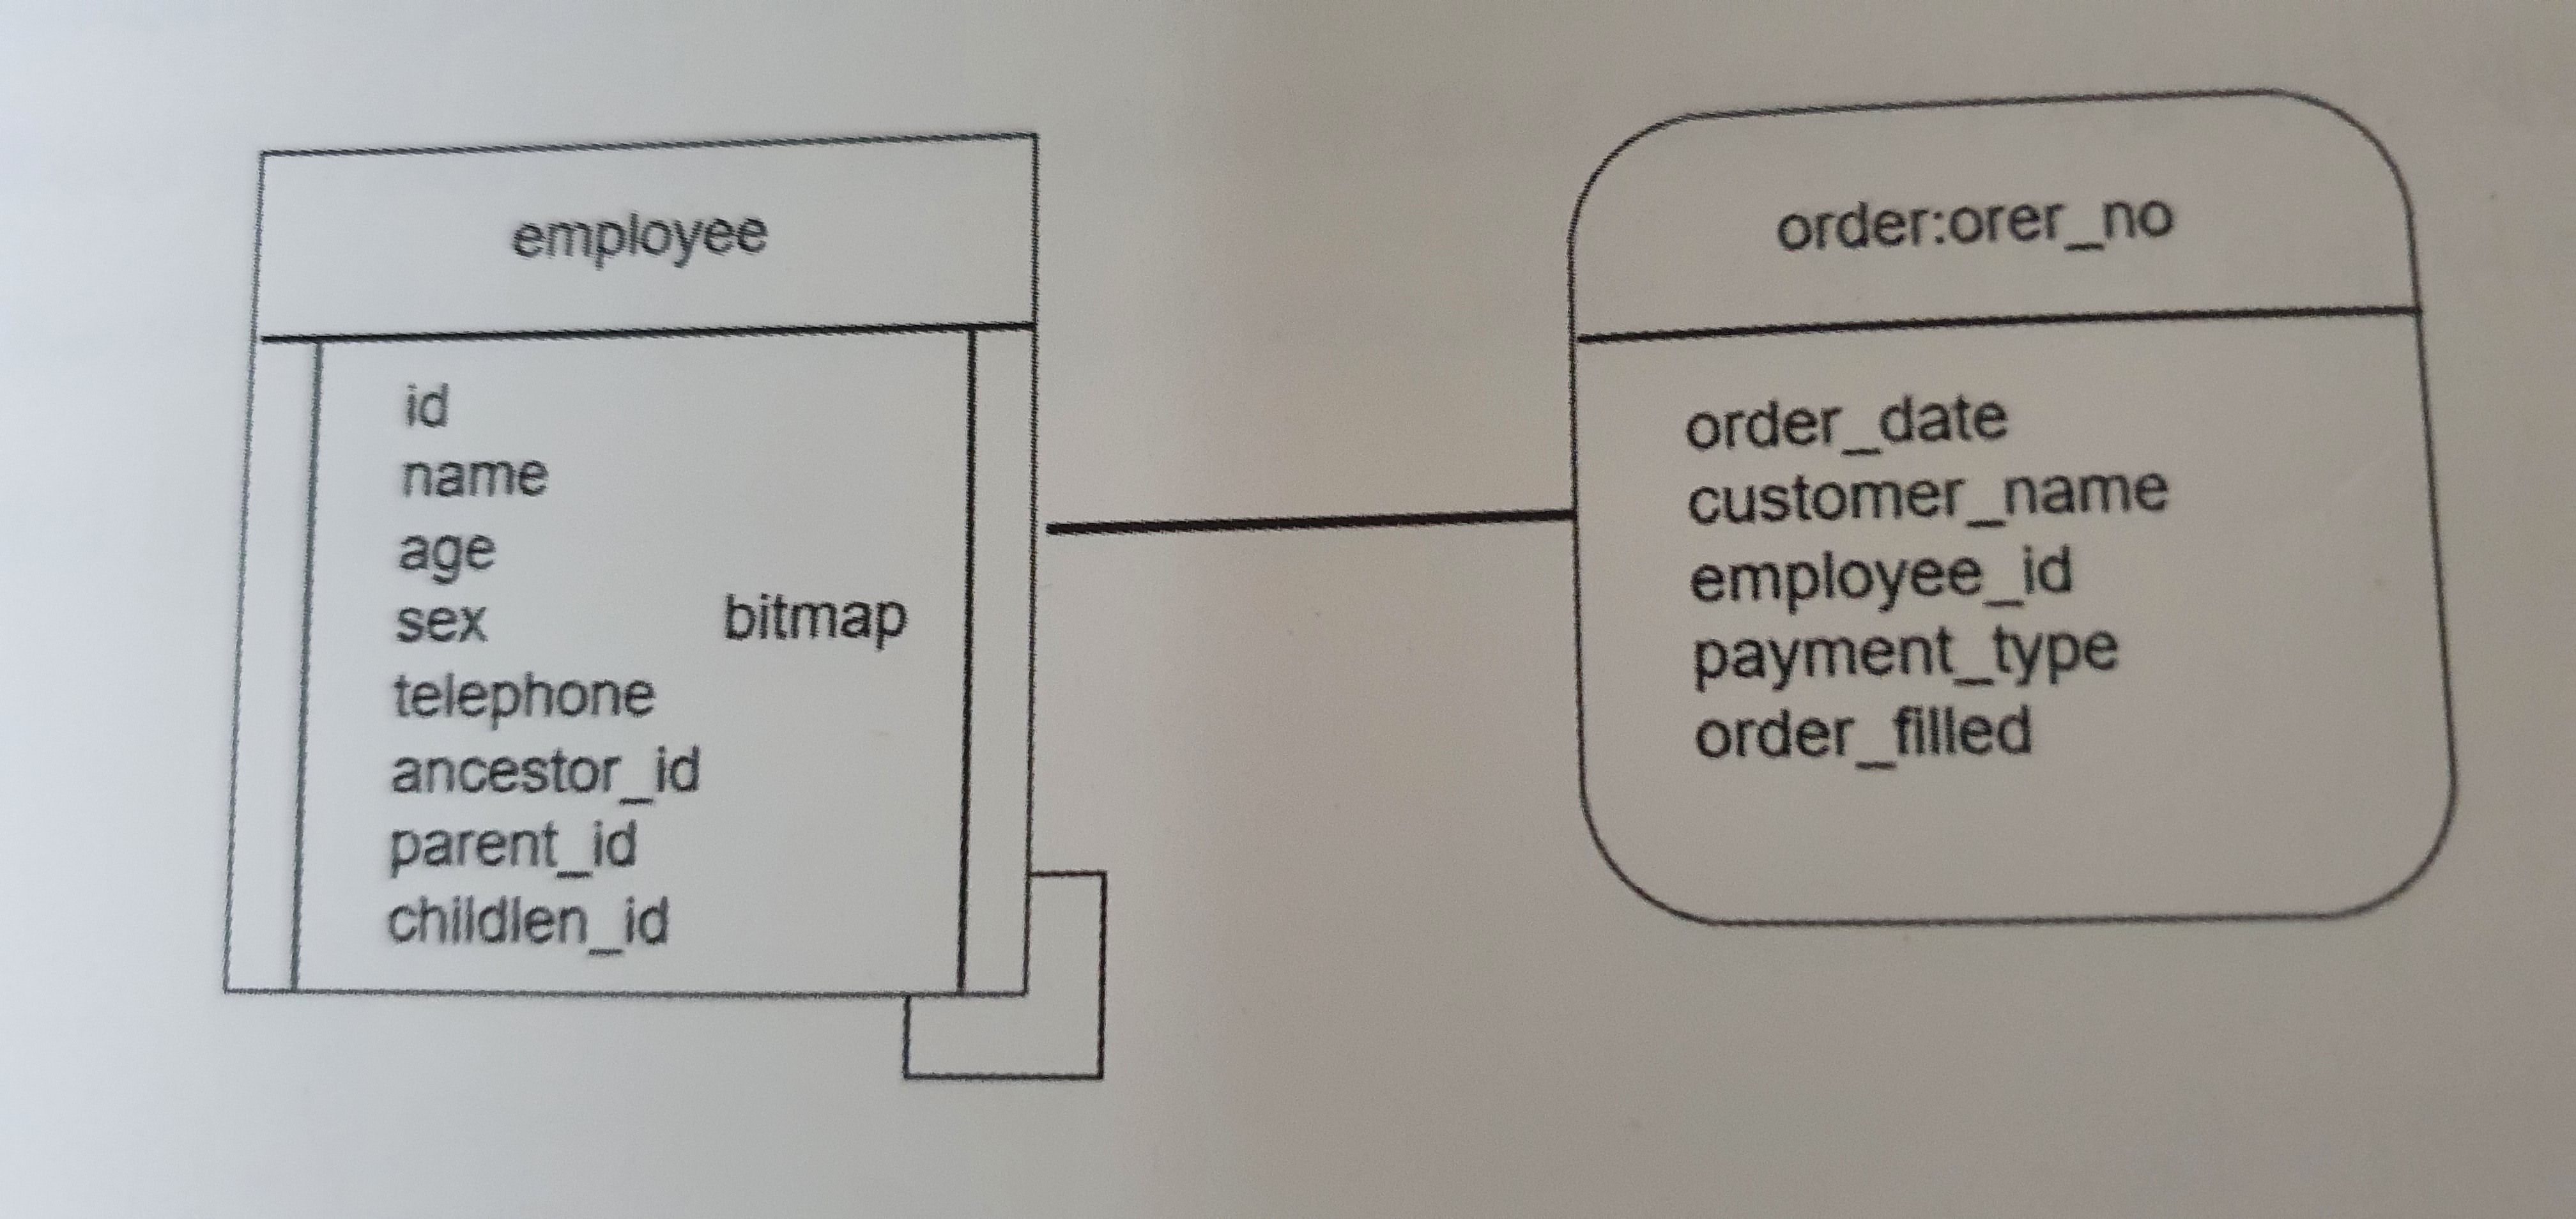 employee
id
name
age
sex bitmap
telephone
ancestor_id
parent_id
childlen_id
order:orer_no
order_date
customer_name
employee_id
payment_type
order_filled